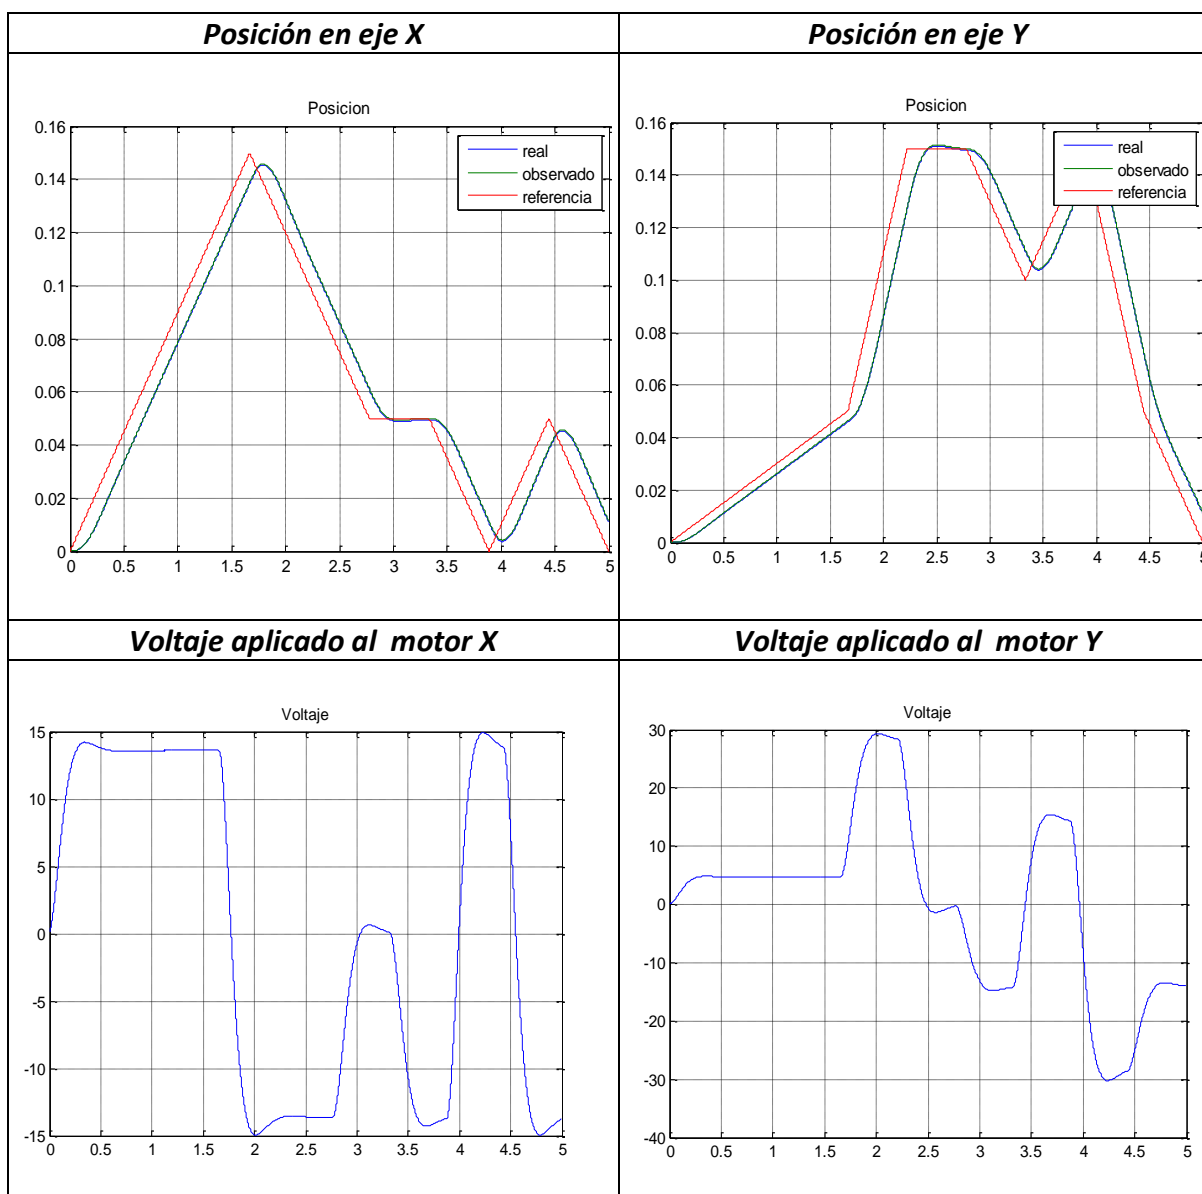 Posición en eje X
Posición en eje Y
Posicion
0.16
0.14
0.12
0.1
0.08
0.06
0.04
0.02
0
0 0.5 1 1.5 2 2.5 3 3.5 4 4.5 5
real
observado
referencia
Posicion
0.16
0.14
0.12
0.1
0.08
0.06
0.04
0.02
0
0 0.5 1 1.5 2 2.5 3 3.5 4 4.5 5
real
observado
referencia
Voltaje aplicado al motor X
Voltaje aplicado al motor Y
Voltaje
15
10
5
0
-5
-10
-15
0 0.5 1 1.5 2 2.5 3 3.5 4 4.5 5
Voltaje
30
20
10
0
-10
-20
-30
-40
0 0.5 1 1.5 2 2.5 3 3.5 4 4.5 5